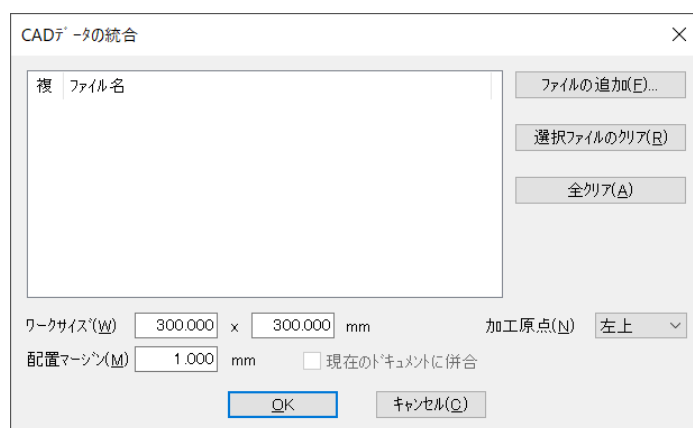 CADﾃﾞｰﾀの統合
複 ﾌｧｲﾙ名
ﾌｧｲﾙの追加(F)...
選択ﾌｧｲﾙのｸﾘｱ(R)
全ｸﾘｱ(A)
ﾜｰｸｻｲｽﾞ(W) 300.000 x 300.000 mm 加工原点(N) 左上
配置ﾏｰｼﾞﾝ(M) 1.000 mm 現在のﾄﾞｷｭﾒﾝﾄに併合
OK ｷｬﾝｾﾙ(C)